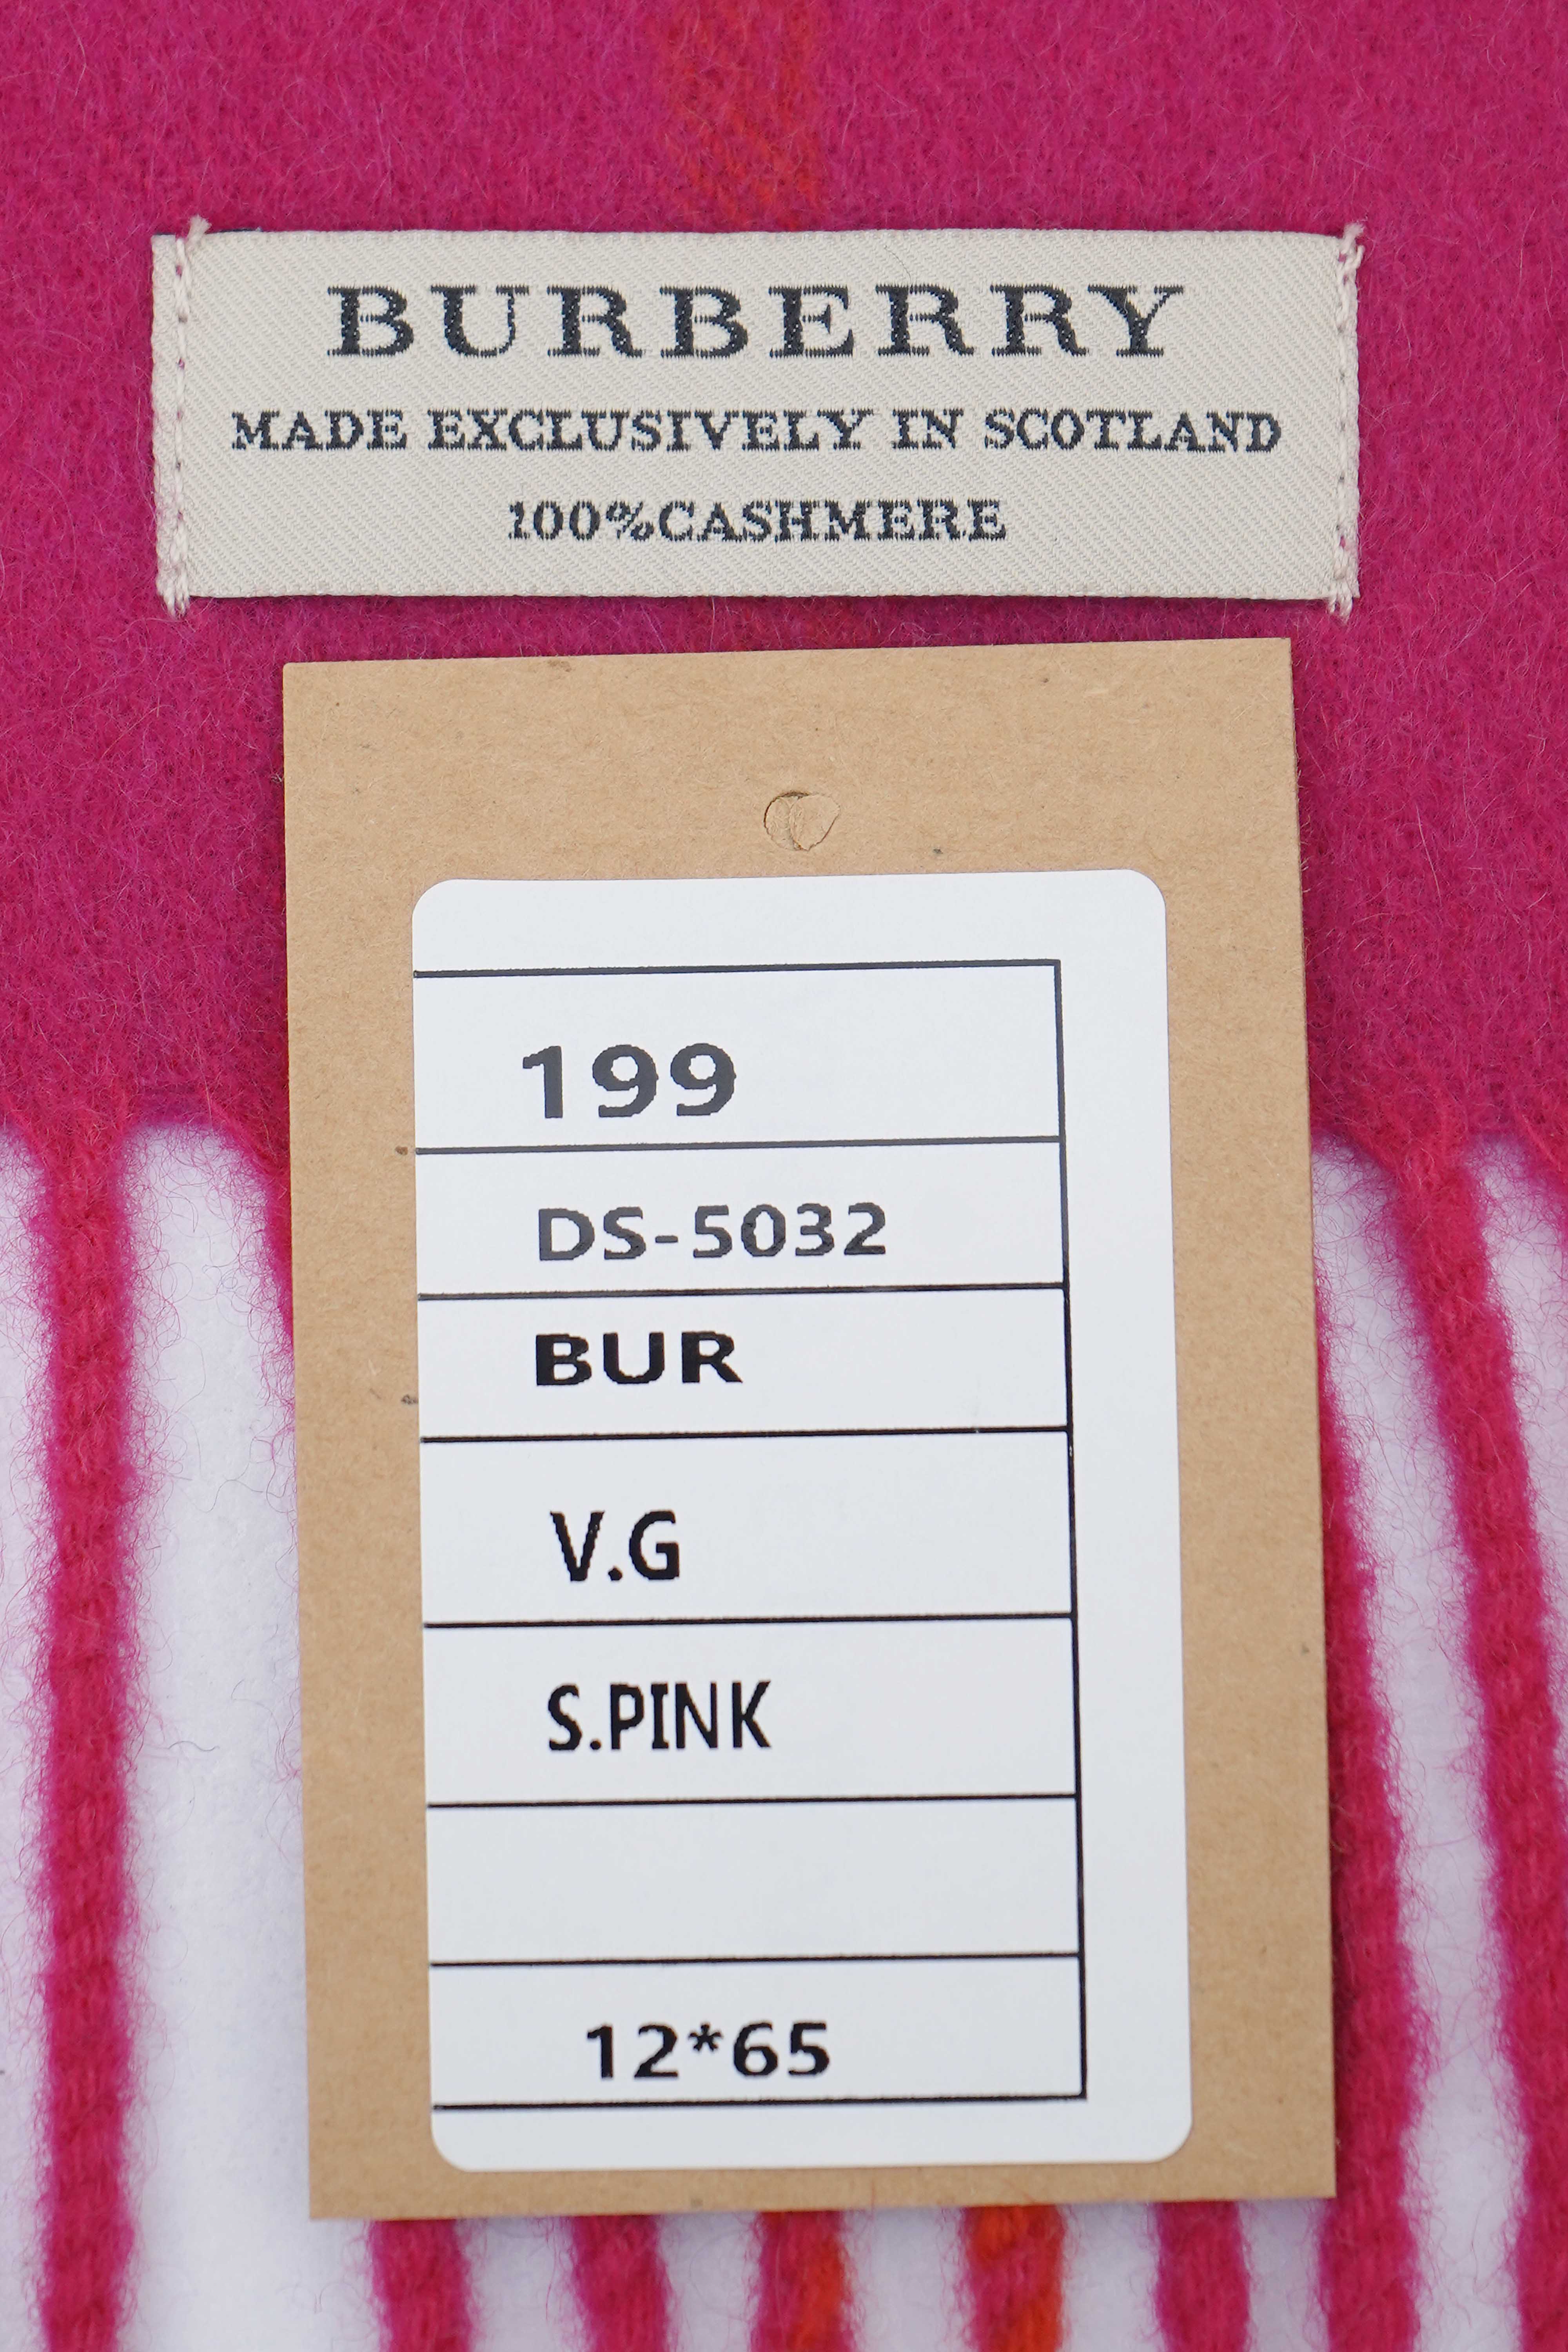 BURBERRY
MADE EXCLUSIVELY IN SCOTLAND
100%CASHMERE
199
DS-5032
BUR
V.G
S.PINK
12*65